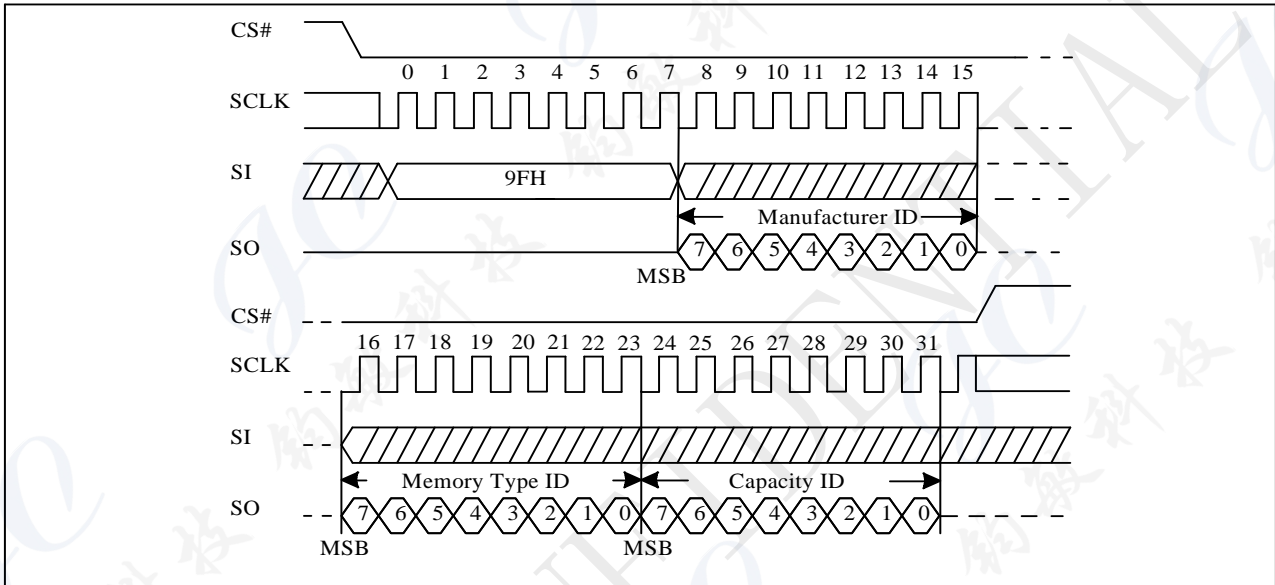 CS#
0 1 2 3 4 5 6 7 8 9 10 11 12 13 14 15
SCLK
SI
9FH
Manufacturer ID
SO
7 6 5 4 3 2 1 0
MSB
CS#
16 17 18 19 20 21 22 23 24 25 26 27 28 29 30 31
SCLK
SI
Memory Type ID Capacity ID
SO
7 6 5 4 3 2 1 0 7 6 5 4 3 2 1 0
MSB MSB